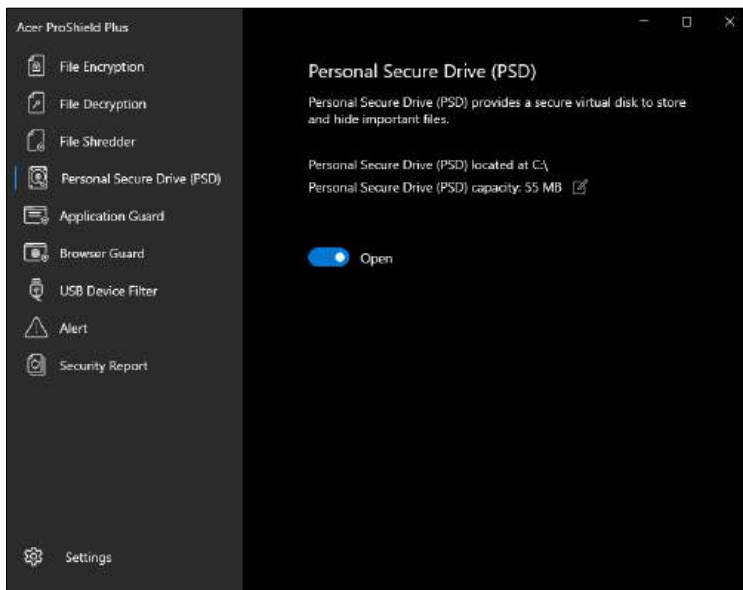 Acer ProShield Plus
File Encryption
File Decryption
File Shredder
Personal Secure Drive (PSD)
Application Guard
Browser Guard
USB Device Filter
Alert
Security Report
Settings
Personal Secure Drive (PSD)
Personal Secure Drive (PSD) provides a secure virtual disk to store
and hide important files.
Personal Secure Drive (PSD) located at C:\
Personal Secure Drive (PSD) capacity: 55 MB
Open